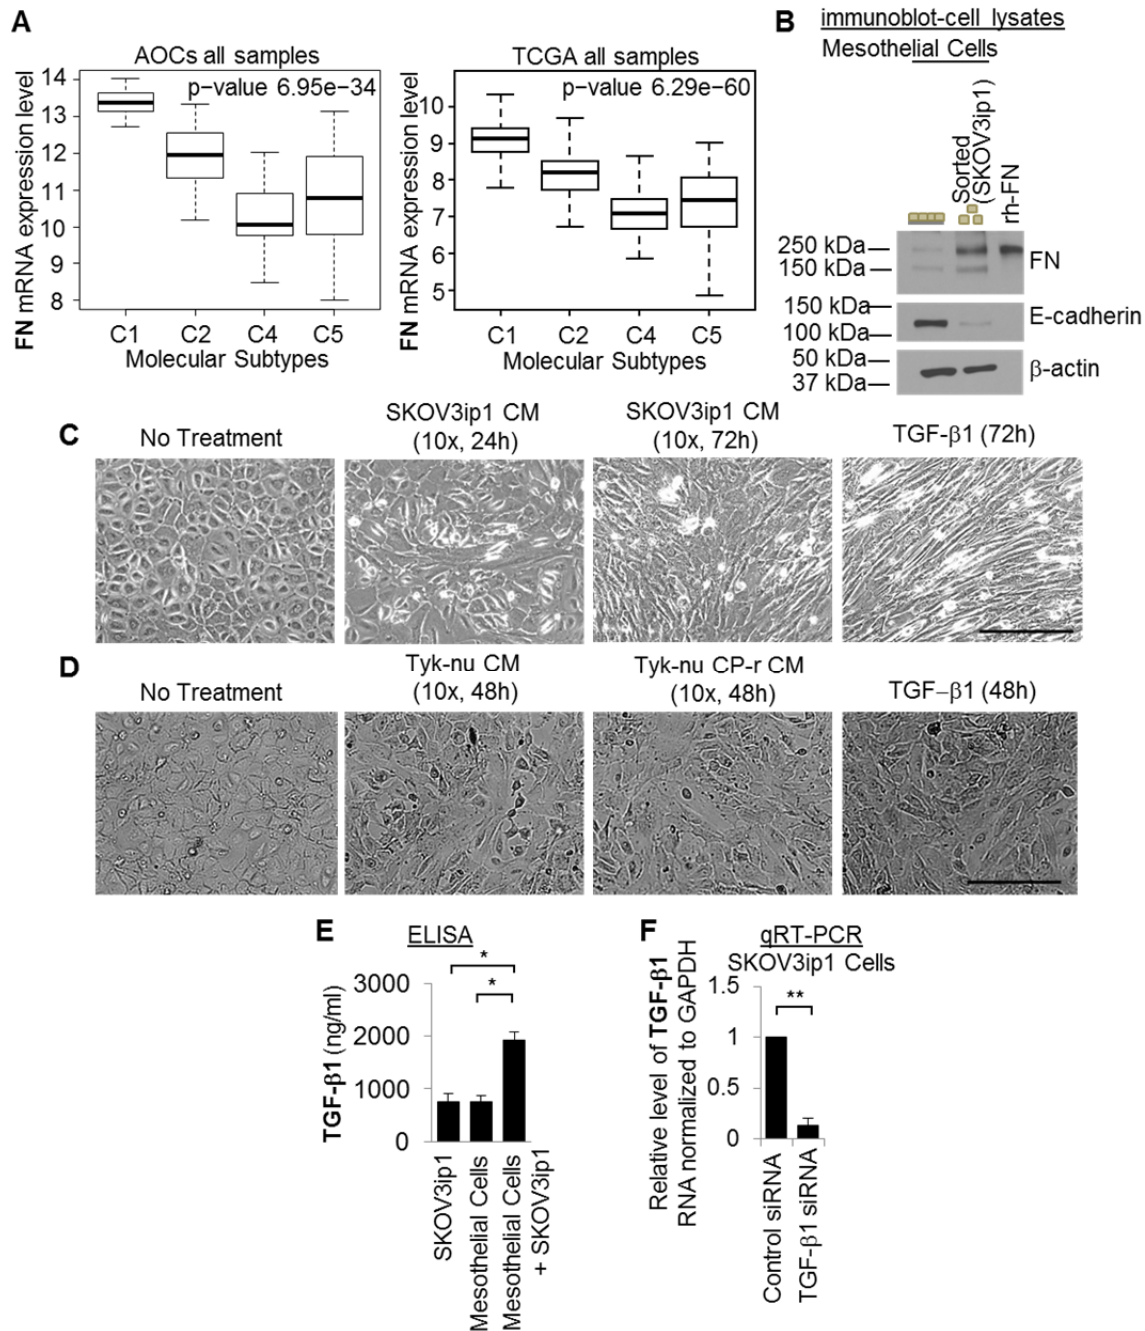 A
AOCs all samples
p-value 6.95e-34
FN mRNA expression level
14
13
12
11
10
9
8
C1 C2 C4 C5
Molecular Subtypes
TCGA all samples
p-value 6.29e-60
FN mRNA expression level
10
9
8
7
6
5
C1 C2 C4 C5
Molecular Subtypes
B
immunoblot-cell lysates
Mesothelial Cells
Sorted
(SKOV3ip1)
rh-FN
250 kDa
150 kDa
FN
150 kDa
100 kDa
E-cadherin
50 kDa
37 kDa
β-actin
C
No Treatment
SKOV3ip1 CM
(10x, 24h)
SKOV3ip1 CM
(10x, 72h)
TGF-β1 (72h)
D
No Treatment
Tyk-nu CM
(10x, 48h)
Tyk-nu CP-r CM
(10x, 48h)
TGF-β1 (48h)
E
ELISA
TGF-β1 (ng/ml)
3000
2000
1000
0
*
*
SKOV3ip1
Mesothelial Cells
Mesothelial Cells
+ SKOV3ip1
F
qRT-PCR
SKOV3ip1 Cells
Relative level of TGF-β1
RNA normalized to GAPDH
1.5
1
0.5
0
**
Control siRNA
TGF-β1 siRNA